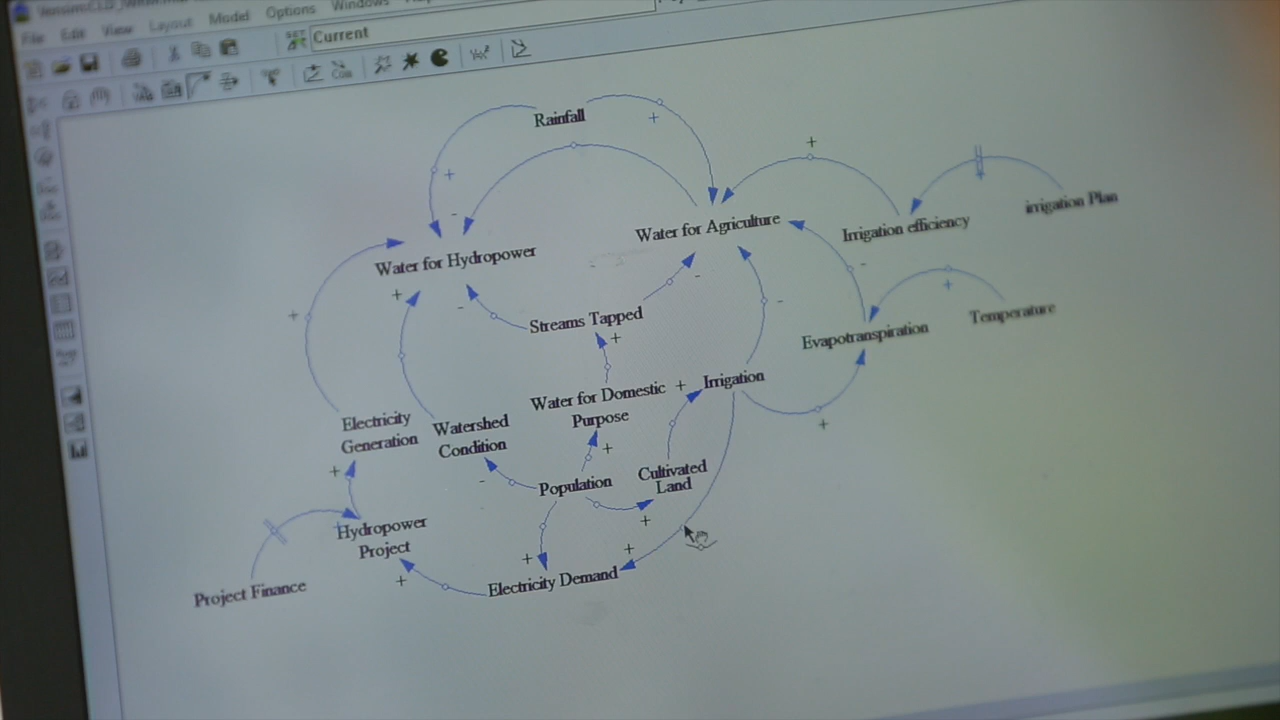 File Edit View Layout Model Options Windows
SET Current
Rainfall
+
+
+
Water for Agriculture
Irrigation efficiency
irrigation Plan
-
Water for Hydropower
-
+
-
-
+
+
-
Streams Tapped
+
Evapotranspiration
Temperature
Water for Domestic
Purpose
+
Irrigation
+
Electricity
Generation
Watershed
Condition
+
+
-
Population
Cultivated
Land
+
Hydropower
Project
+
+
+
Electricity Demand
Project Finance